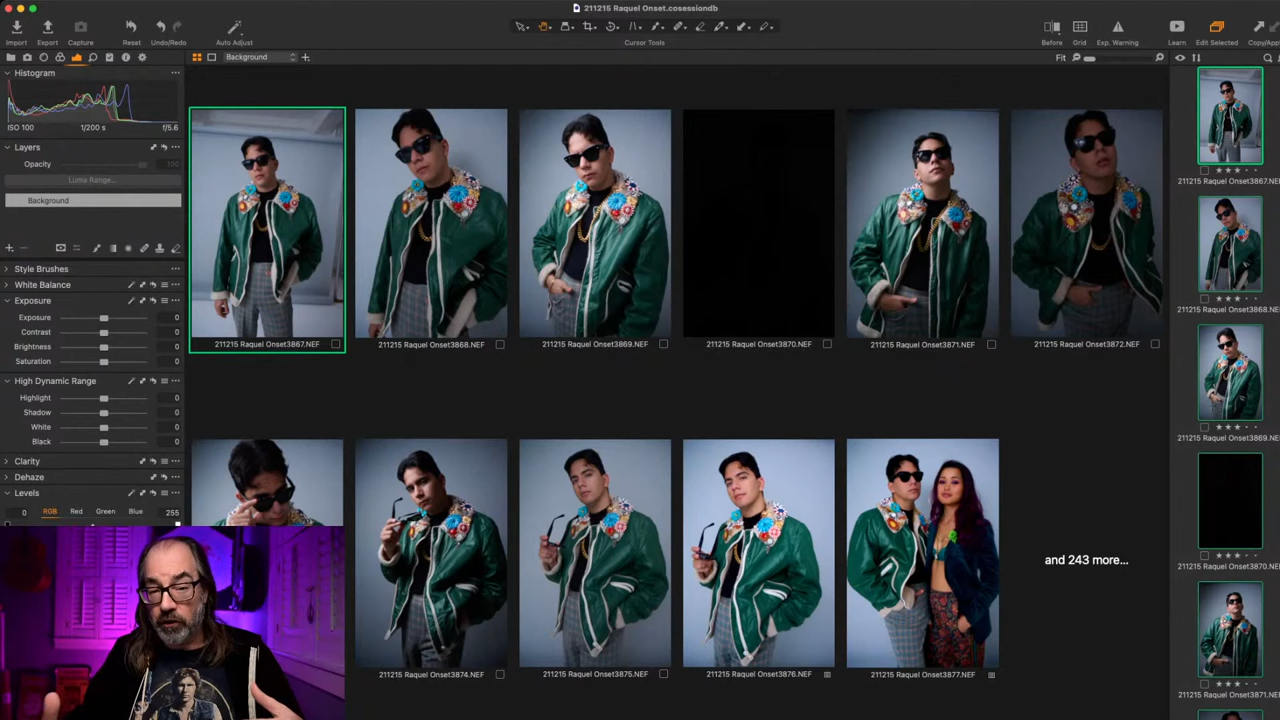 211215 Raquel Onset.cosessiondb
Import
Export
Capture
Reset
Undo/Redo
Auto Adjust
Cursor Tools
Before
Grid
Exp. Warning
Learn
Edit Selected
Copy/App
Background
Fit
Histogram
ISO 100 1/200 s f/5.6
Layers
Opacity 100
Luma Range...
Background
Style Brushes
White Balance
Exposure
Exposure 0
Contrast 0
Brightness 0
Saturation 0
High Dynamic Range
Highlight 0
Shadow 0
White 0
Black 0
Clarity
Dehaze
Levels
0 RGB Red Green Blue 255
211215 Raquel Onset3867.NEF
211215 Raquel Onset3868.NEF
211215 Raquel Onset3869.NEF
211215 Raquel Onset3870.NEF
211215 Raquel Onset3871.NEF
211215 Raquel Onset3872.NEF
211215 Raquel Onset3874.NEF
211215 Raquel Onset3875.NEF
211215 Raquel Onset3876.NEF
211215 Raquel Onset3877.NEF
and 243 more...
211215 Raquel Onset3867.NEF
211215 Raquel Onset3868.NEF
211215 Raquel Onset3869.NEF
211215 Raquel Onset3870.NEF
211215 Raquel Onset3871.NEF